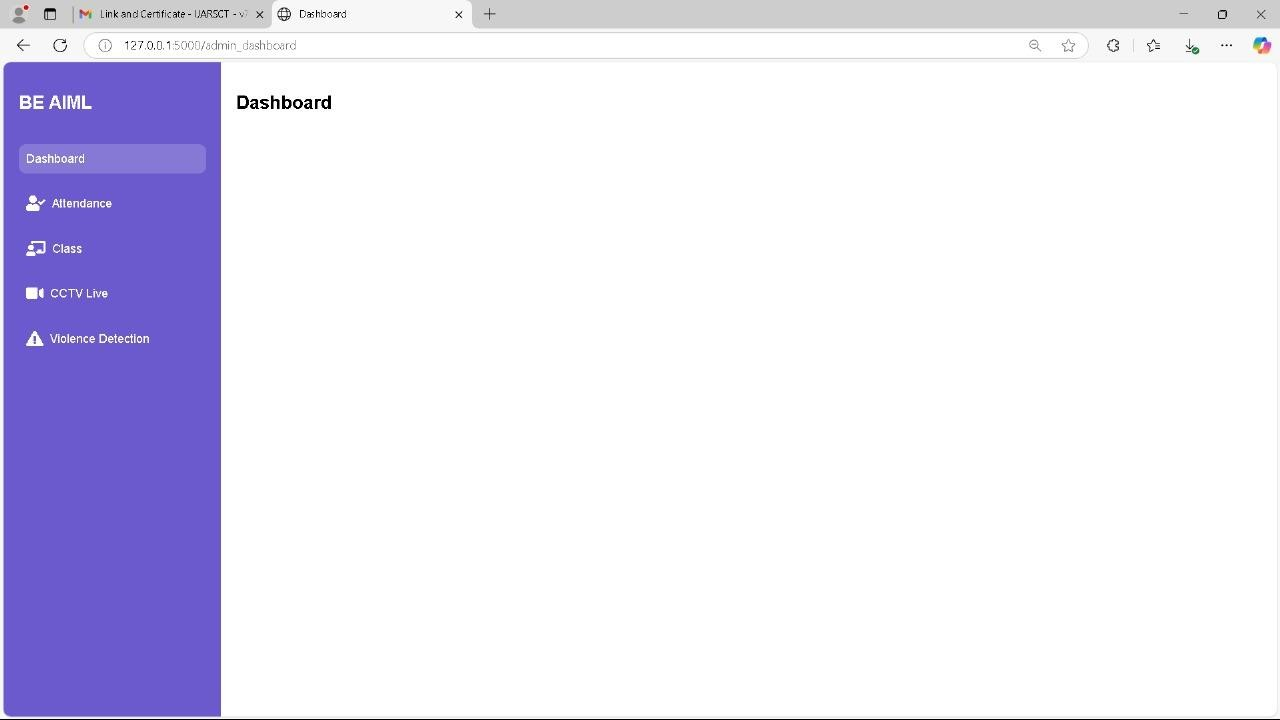 Link and Certificate - IJARSCT - v7
Dashboard
127.0.0.1:5000/admin_dashboard
BE AIML
Dashboard
Dashboard
Attendance
Class
CCTV Live
Violence Detection